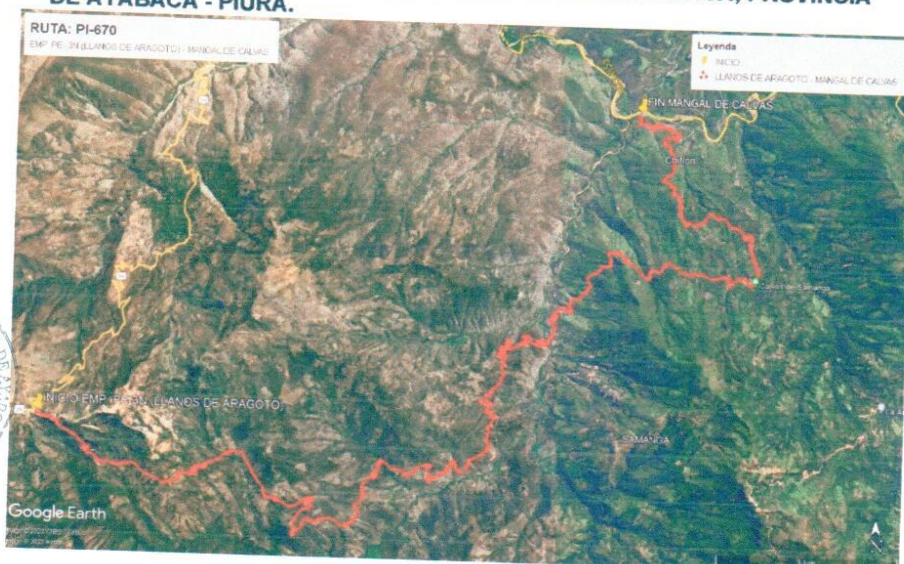 PROVINCIA
DE AYABACA - PIURA.
RUTA: PI-670
EMP. PE-3N (LLANOS DE ARAGOTO) - MANGAL DE CALVAS
Leyenda
INICIO
LLANOS DE ARAGOTO - MANGAL DE CALVAS
FIN MANGAL DE CALVAS
INICIO EMP (PE-3N (LLANOS DE ARAGOTO)
SAMANGA
Google Earth